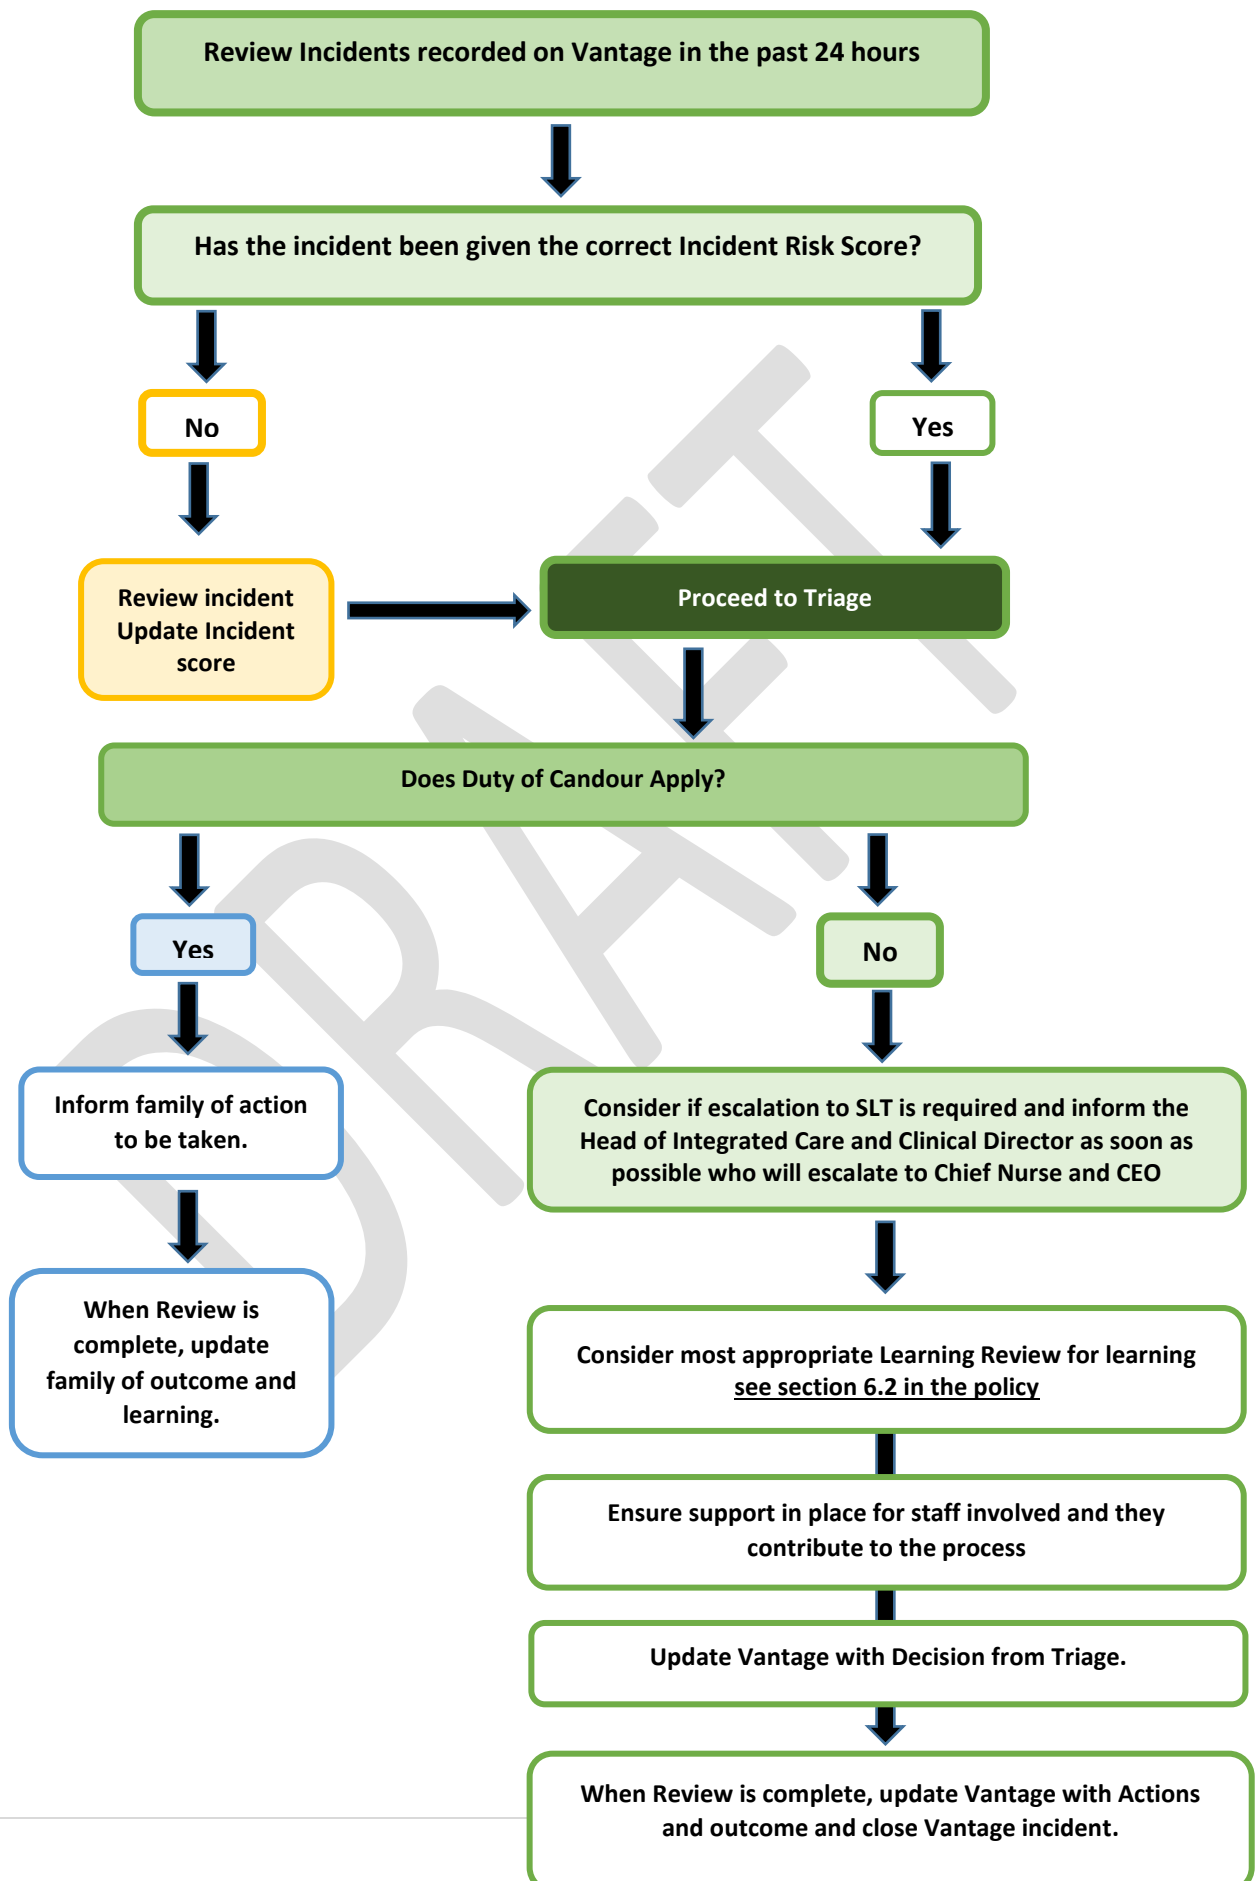 Review Incidents recorded on Vantage in the past 24 hours
Has the incident been given the correct Incident Risk Score?
No
Yes
Review incident
Update Incident
score
Proceed to Triage
Does Duty of Candour Apply?
Yes
No
Inform family of action
to be taken.
Consider if escalation to SLT is required and inform the
Head of Integrated Care and Clinical Director as soon as
possible who will escalate to Chief Nurse and CEO
When Review is
complete, update
family of outcome and
learning.
Consider most appropriate Learning Review for learning
see section 6.2 in the policy
Ensure support in place for staff involved and they
contribute to the process
Update Vantage with Decision from Triage.
When Review is complete, update Vantage with Actions
and outcome and close Vantage incident.
DRAFT